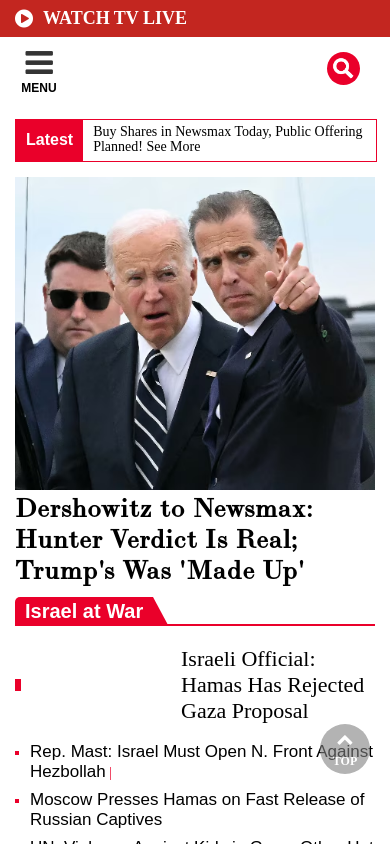 WATCH TV LIVE
MENU
Latest
Buy Shares in Newsmax Today, Public Offering
Planned! See More
Dershowitz to Newsmax:
Hunter Verdict Is Real;
Trump's Was 'Made Up'
Israel at War
Israeli Official:
Hamas Has Rejected
Gaza Proposal
Rep. Mast: Israel Must Open N. Front Against
Hezbollah |
TOP
Moscow Presses Hamas on Fast Release of
Russian Captives